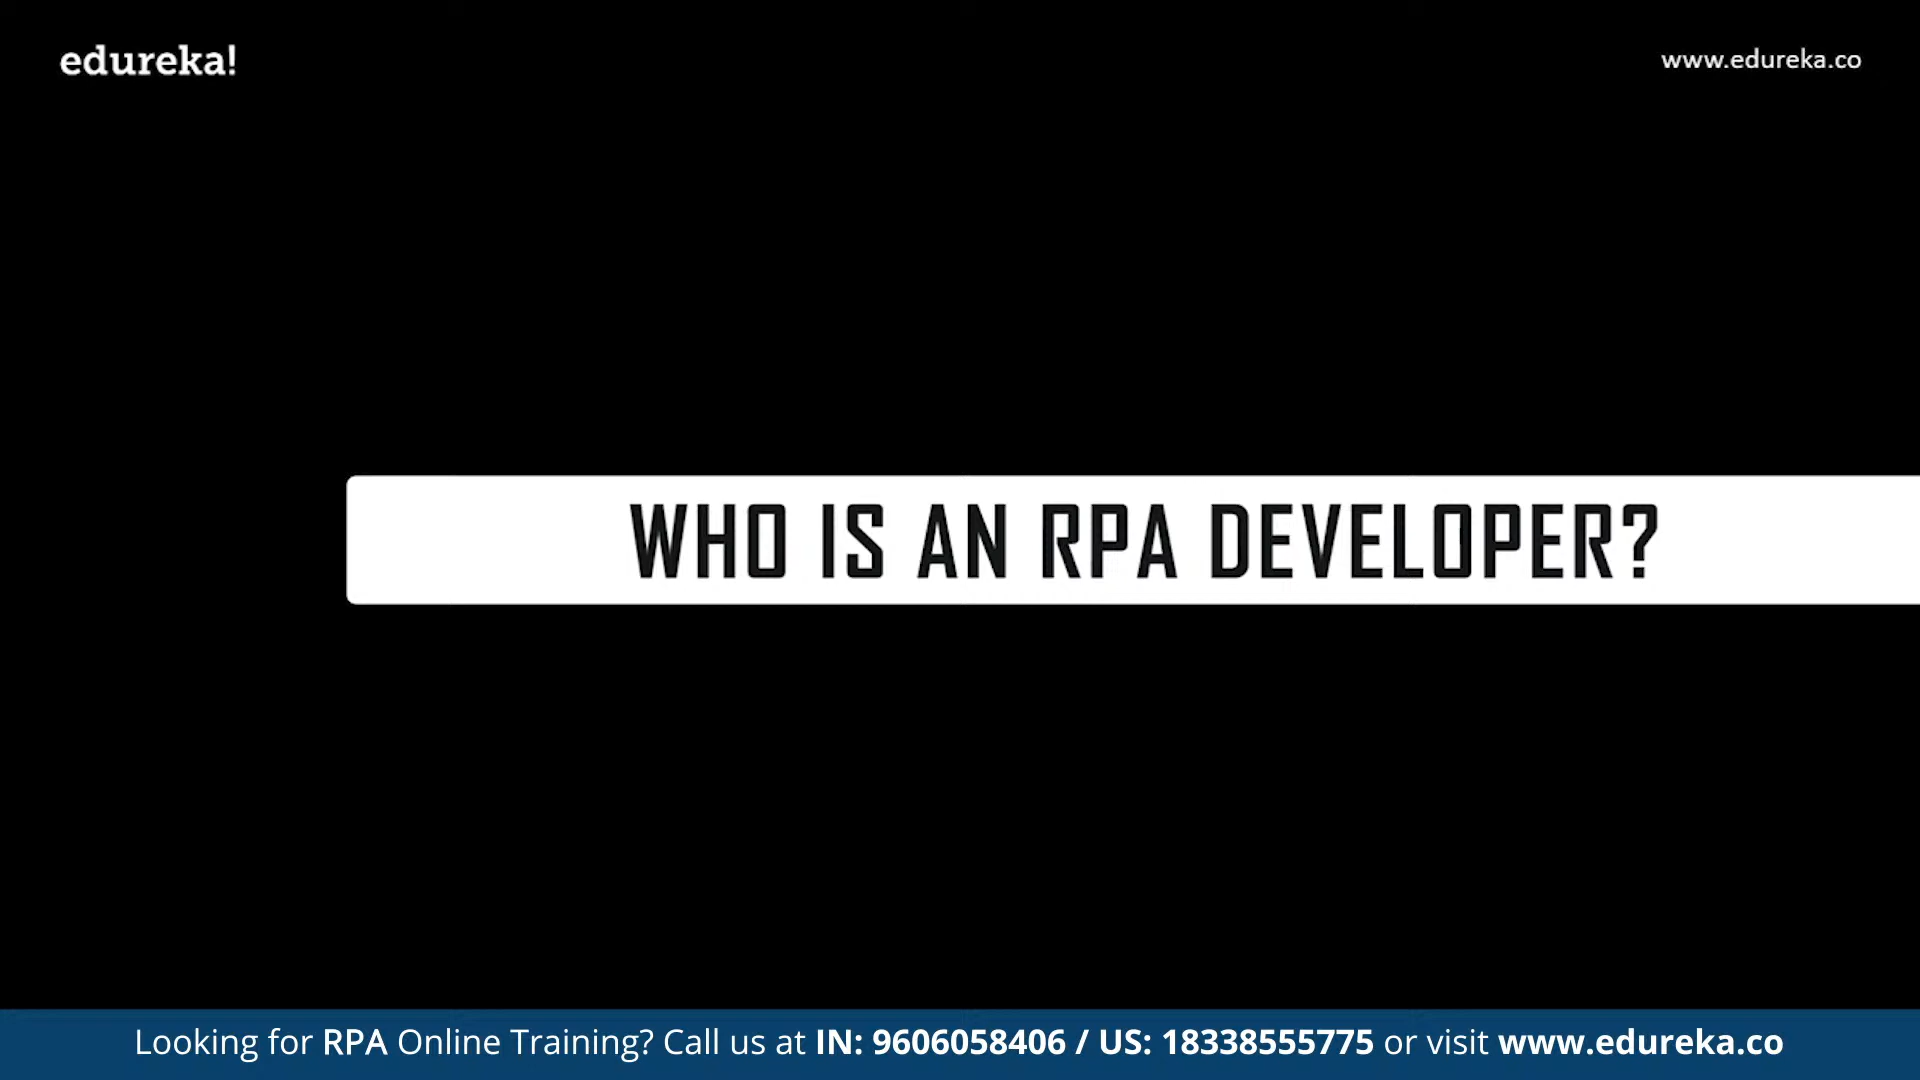 edureka!
www.edureka.co
WHO IS AN RPA DEVELOPER?
Looking for RPA Online Training? Call us at IN: 9606058406 / US: 18338555775 or visit www.edureka.co